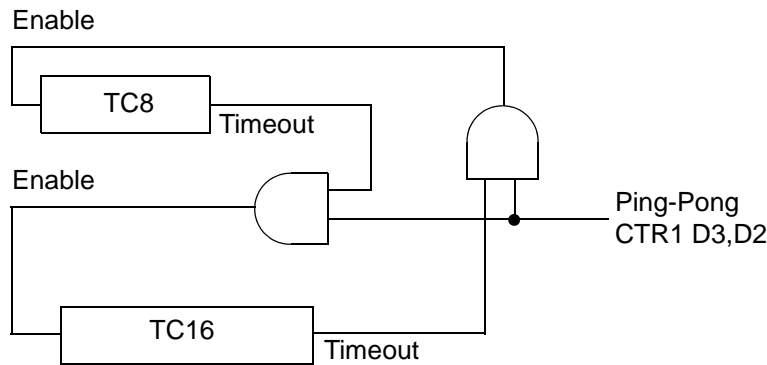 Enable
TC8
Timeout
Enable
Ping-Pong
CTR1 D3,D2
TC16
Timeout